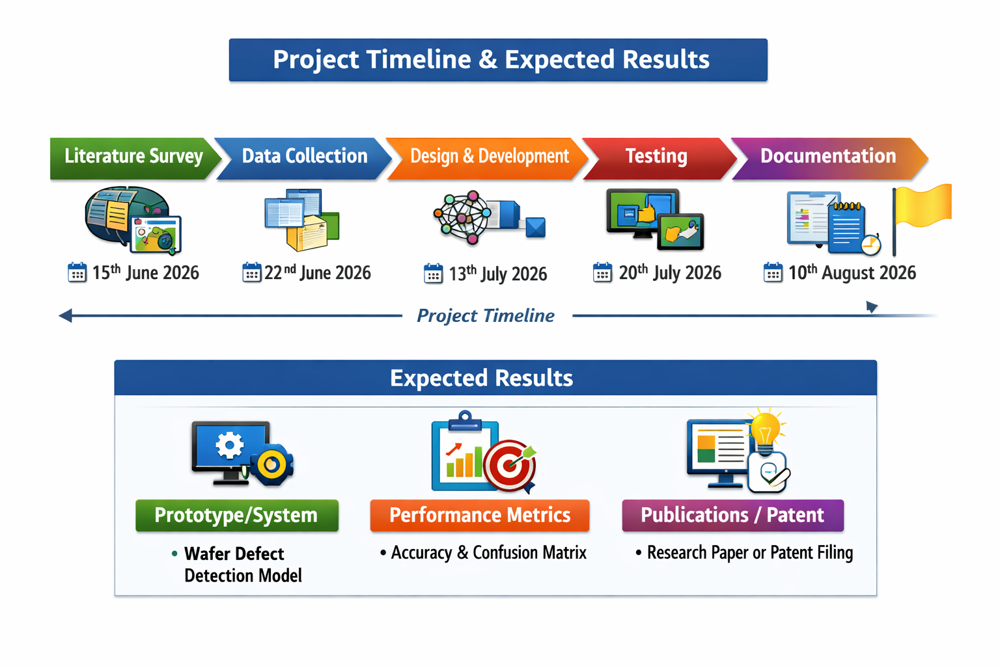 Project Timeline & Expected Results
Literature Survey
Data Collection
Design & Development
Testing
Documentation
15th June 2026
22nd June 2026
13th July 2026
20th July 2026
10th August 2026
Project Timeline
Expected Results
Prototype/System
Performance Metrics
Publications / Patent
• Wafer Defect
Detection Model
• Accuracy & Confusion Matrix
• Research Paper or Patent Filing